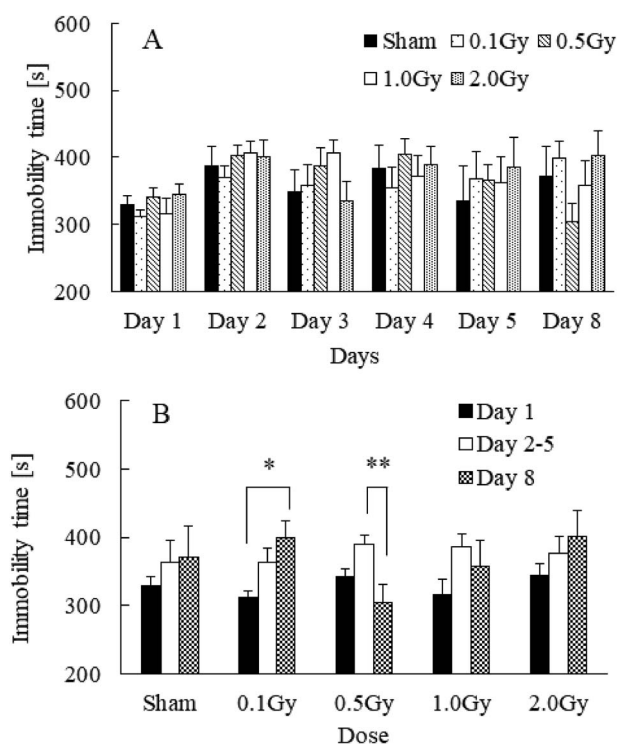 A
Sham 0.1Gy 0.5Gy
1.0Gy 2.0Gy
Immobility time [s]
600
500
400
300
200
Day 1 Day 2 Day 3 Day 4 Day 5 Day 8
Days
B
Day 1
Day 2-5
Day 8
* **
Immobility time [s]
600
500
400
300
200
Sham 0.1Gy 0.5Gy 1.0Gy 2.0Gy
Dose